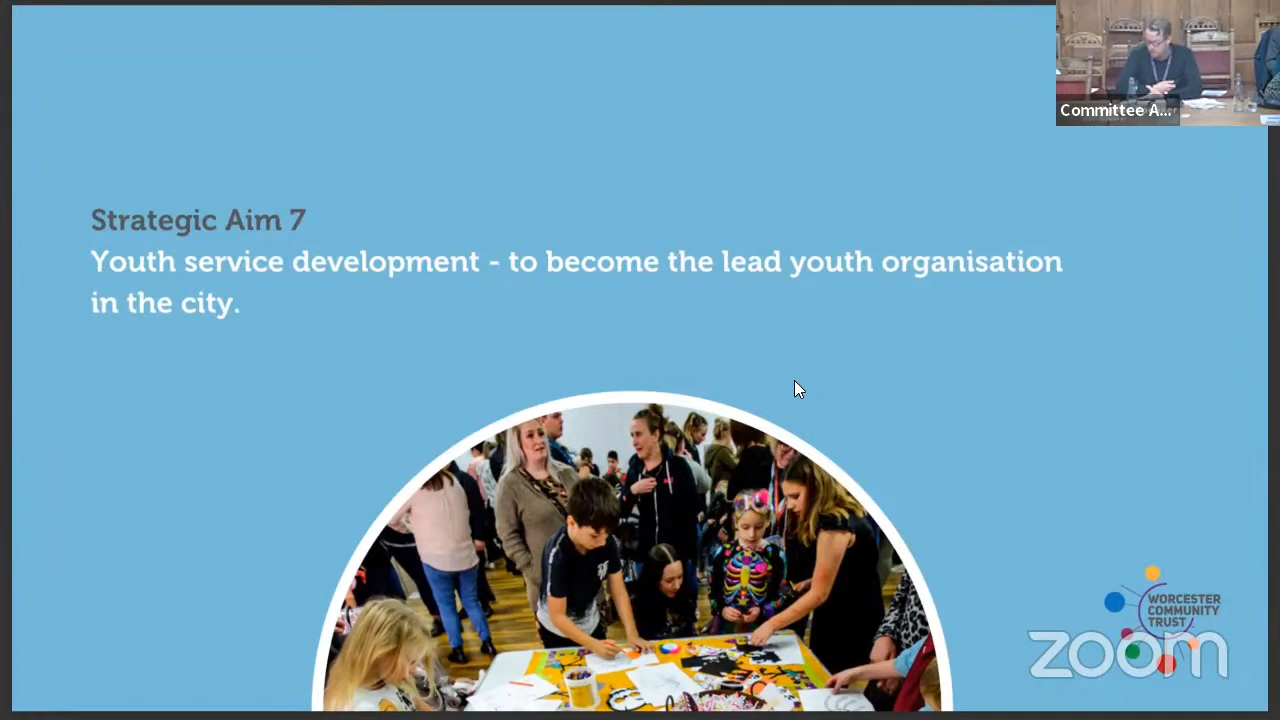 Committee A...
Strategic Aim 7
Youth service development - to become the lead youth organisation
in the city.
WORCESTER
COMMUNITY
TRUST
zoom